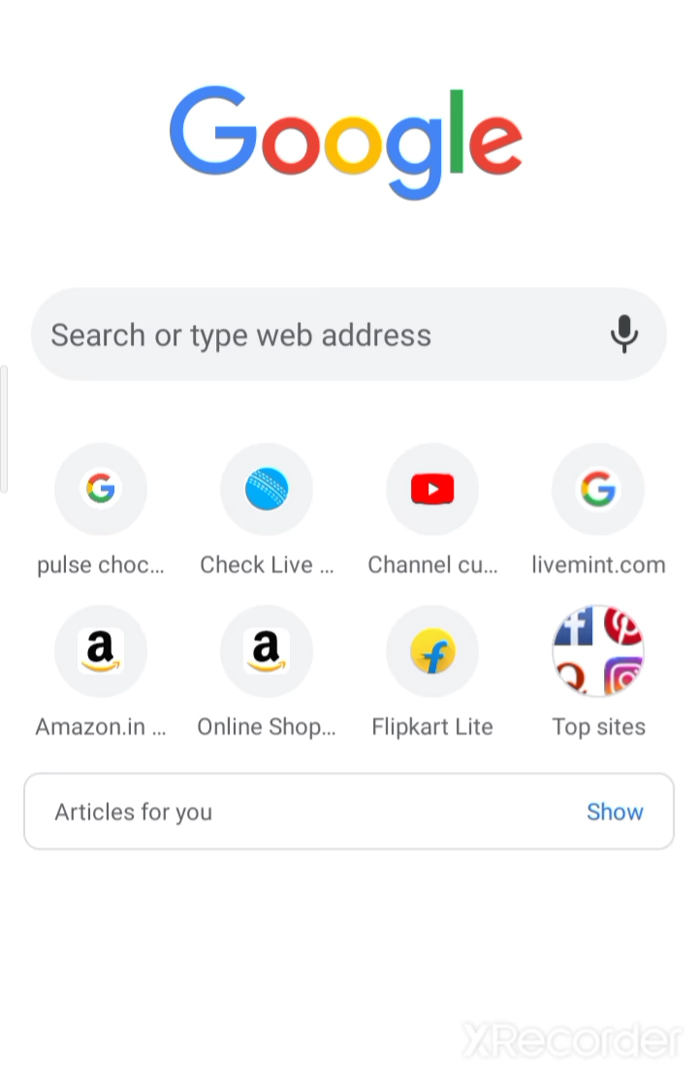 Google
Search or type web address
pulse choc...
Check Live ...
Channel cu...
livemint.com
Amazon.in ...
Online Shop...
Flipkart Lite
Top sites
Articles for you
Show
XRecorder